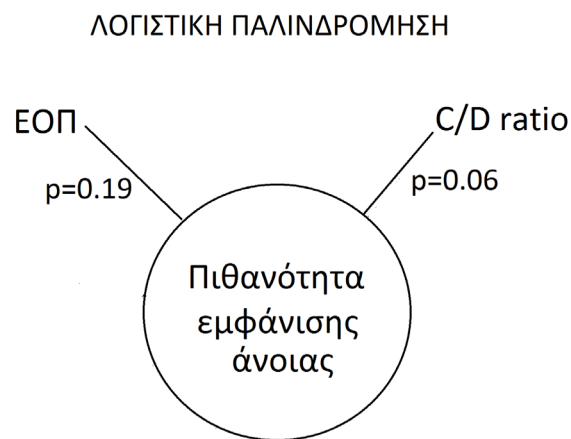 ΛΟΓΙΣΤΙΚΗ ΠΑΛΙΝΔΡΟΜΗΣΗ
ΕΟΠ
C/D ratio
p=0.19
p=0.06
Πιθανότητα
εμφάνισης
άνοιας